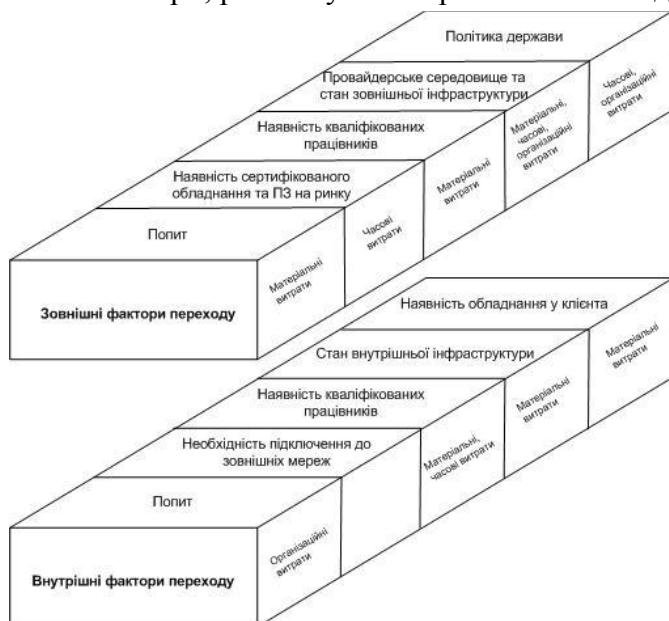 Політика держави
Провайдерське середовище та
стан зовнішньої інфраструктури
Наявність кваліфікованих
працівників
Наявність сертифікованого
обладнання та ПЗ на ринку
Попит
Зовнішні фактори переходу
Матеріальні
витрати
Часові
витрати
Матеріальні
витрати
Матеріальні,
часові,
організаційні
витрати
Часові,
організаційні
витрати
Наявність обладнання у клієнта
Стан внутрішньої інфраструктури
Наявність кваліфікованих
працівників
Необхідність підключення до
зовнішніх мереж
Попит
Внутрішні фактори переходу
Організаційні
витрати
Матеріальні,
часові витрати
Матеріальні
витрати
Матеріальні
витрати